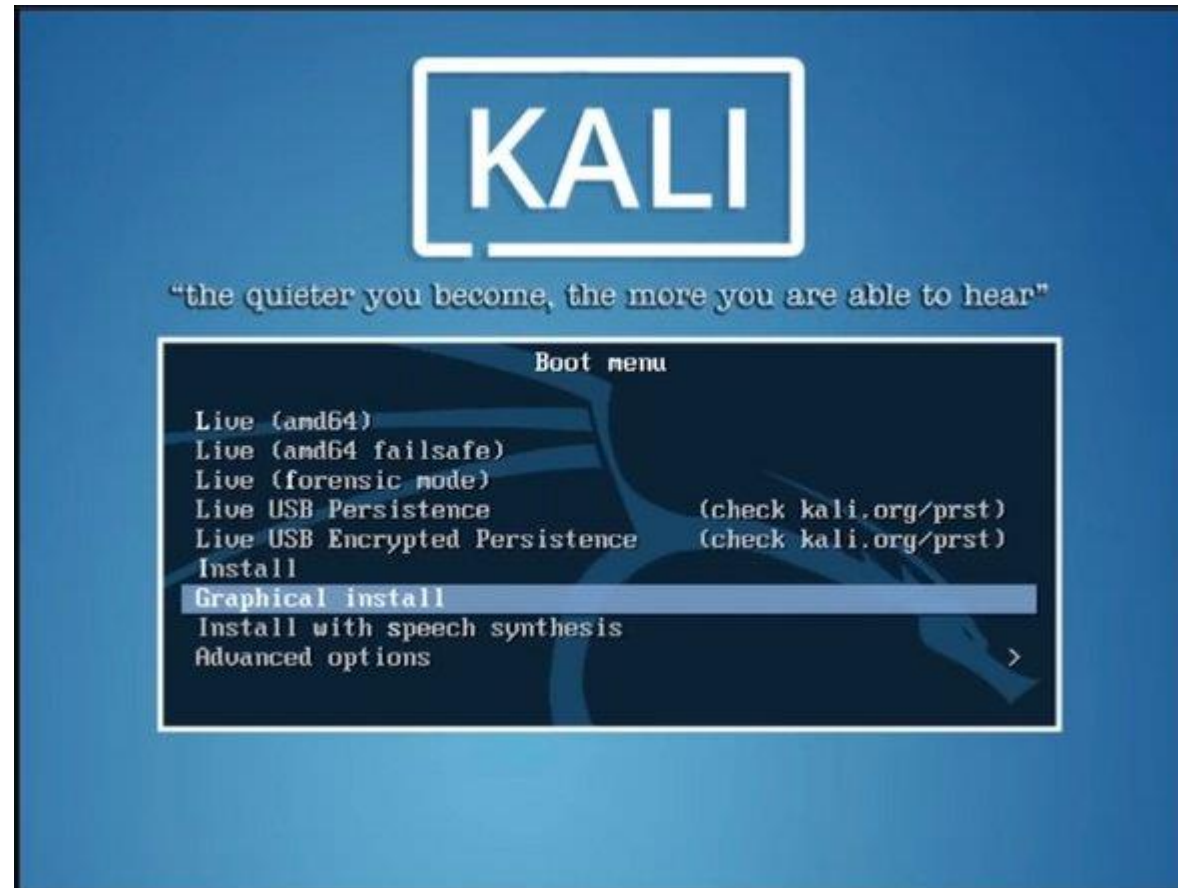 KALI
“the quieter you become, the more you are able to hear”
Boot menu
Live (amd64)
Live (amd64 failsafe)
Live (forensic mode)
Live USB Persistence (check kali.org/prst)
Live USB Encrypted Persistence (check kali.org/prst)
Install
Graphical install
Install with speech synthesis
Advanced options >